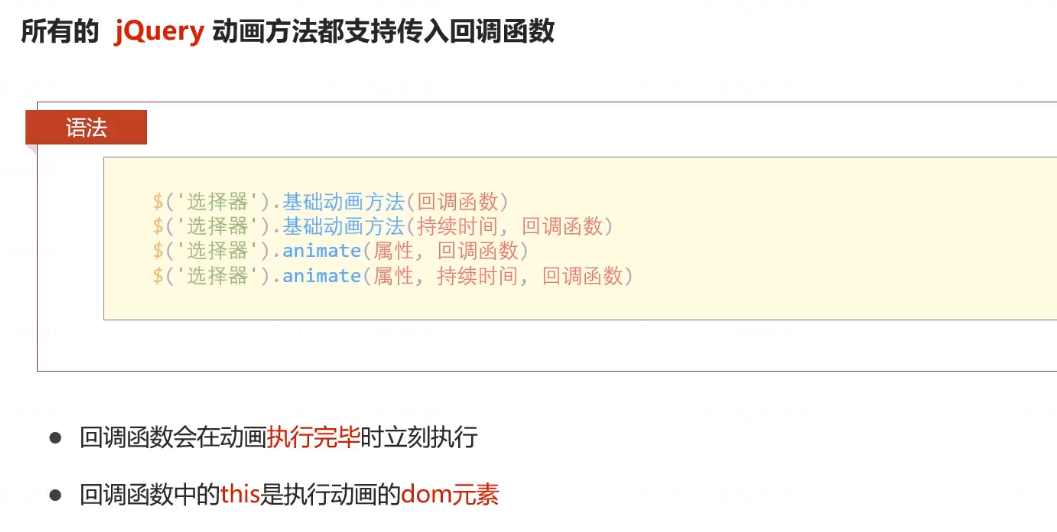 所有的 jQuery 动画方法都支持传入回调函数
语法
$('选择器').基础动画方法(回调函数)
$('选择器').基础动画方法(持续时间, 回调函数)
$('选择器').animate(属性, 回调函数)
$('选择器').animate(属性, 持续时间, 回调函数)
● 回调函数会在动画执行完毕时立刻执行
● 回调函数中的this是执行动画的dom元素